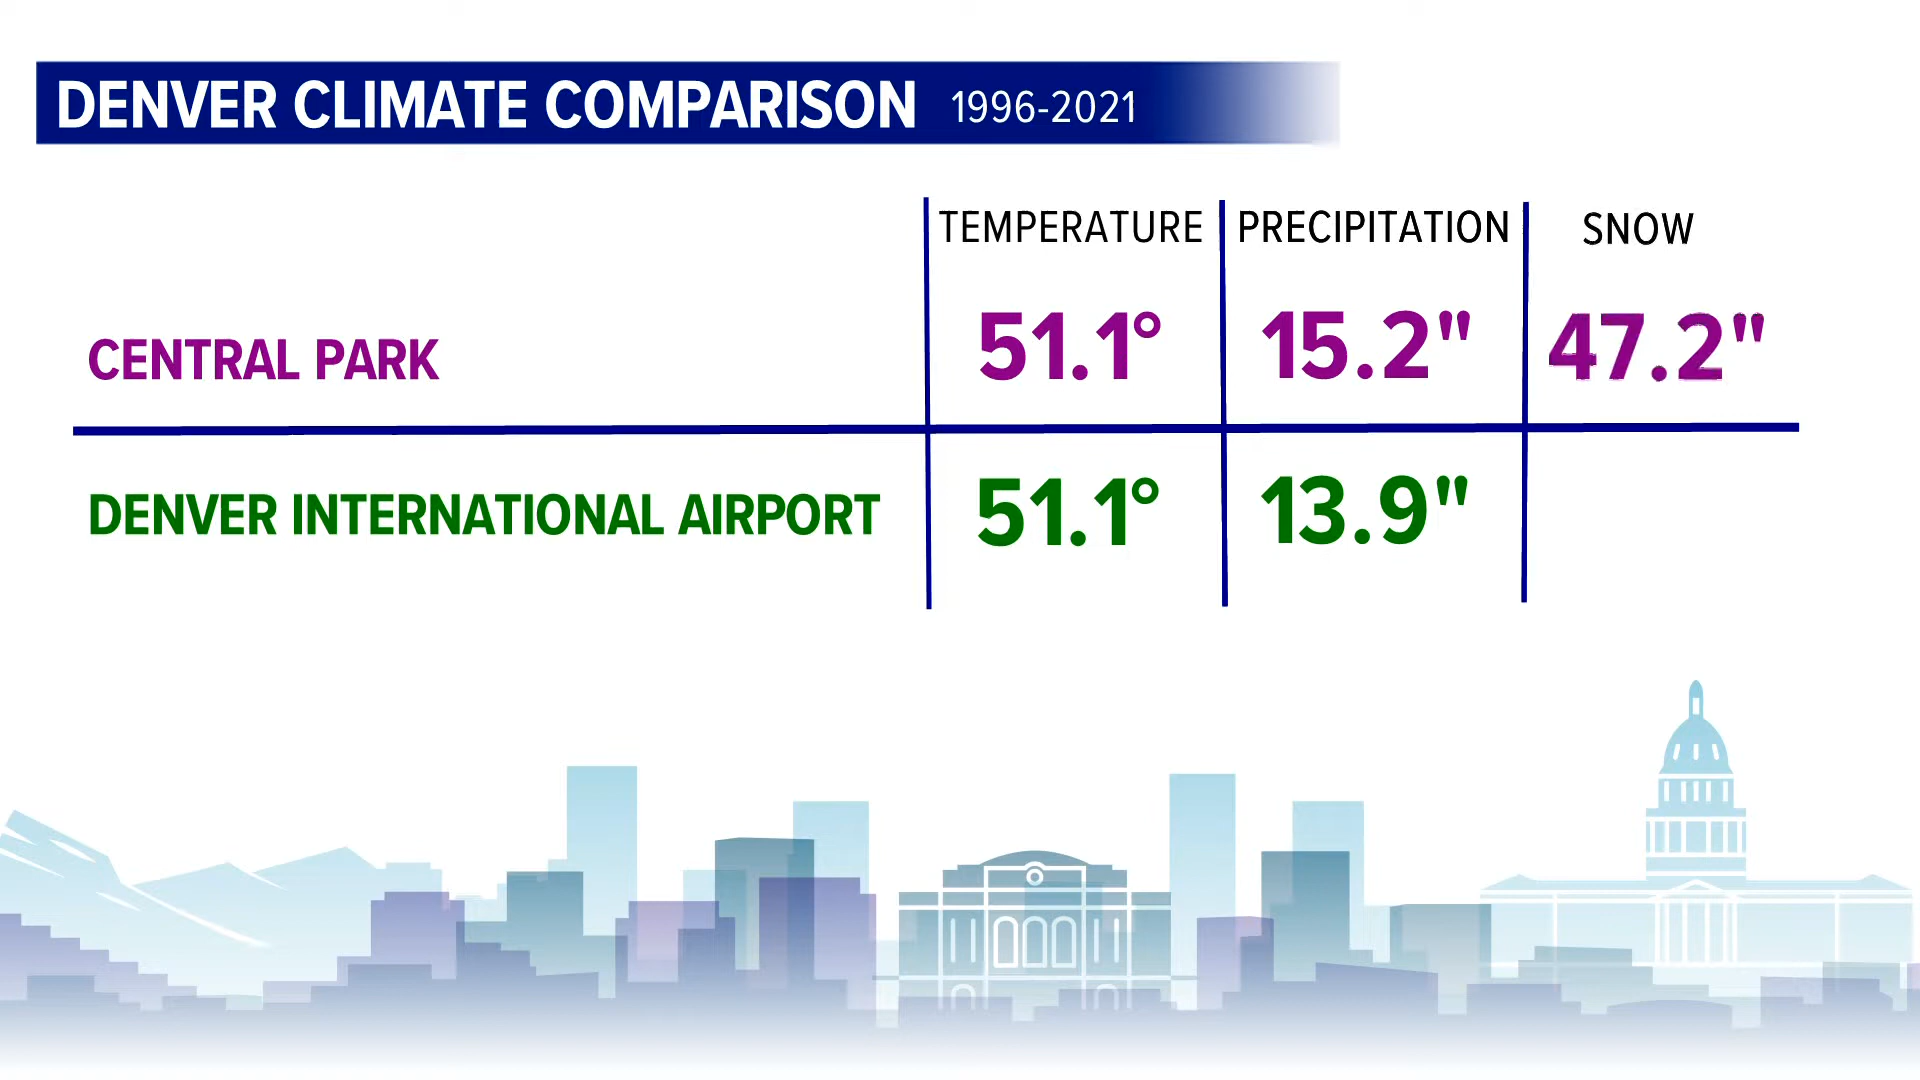 DENVER CLIMATE COMPARISON 1996-2021
TEMPERATURE PRECIPITATION SNOW
CENTRAL PARK 51.1° 15.2" 47.2"
DENVER INTERNATIONAL AIRPORT 51.1° 13.9"